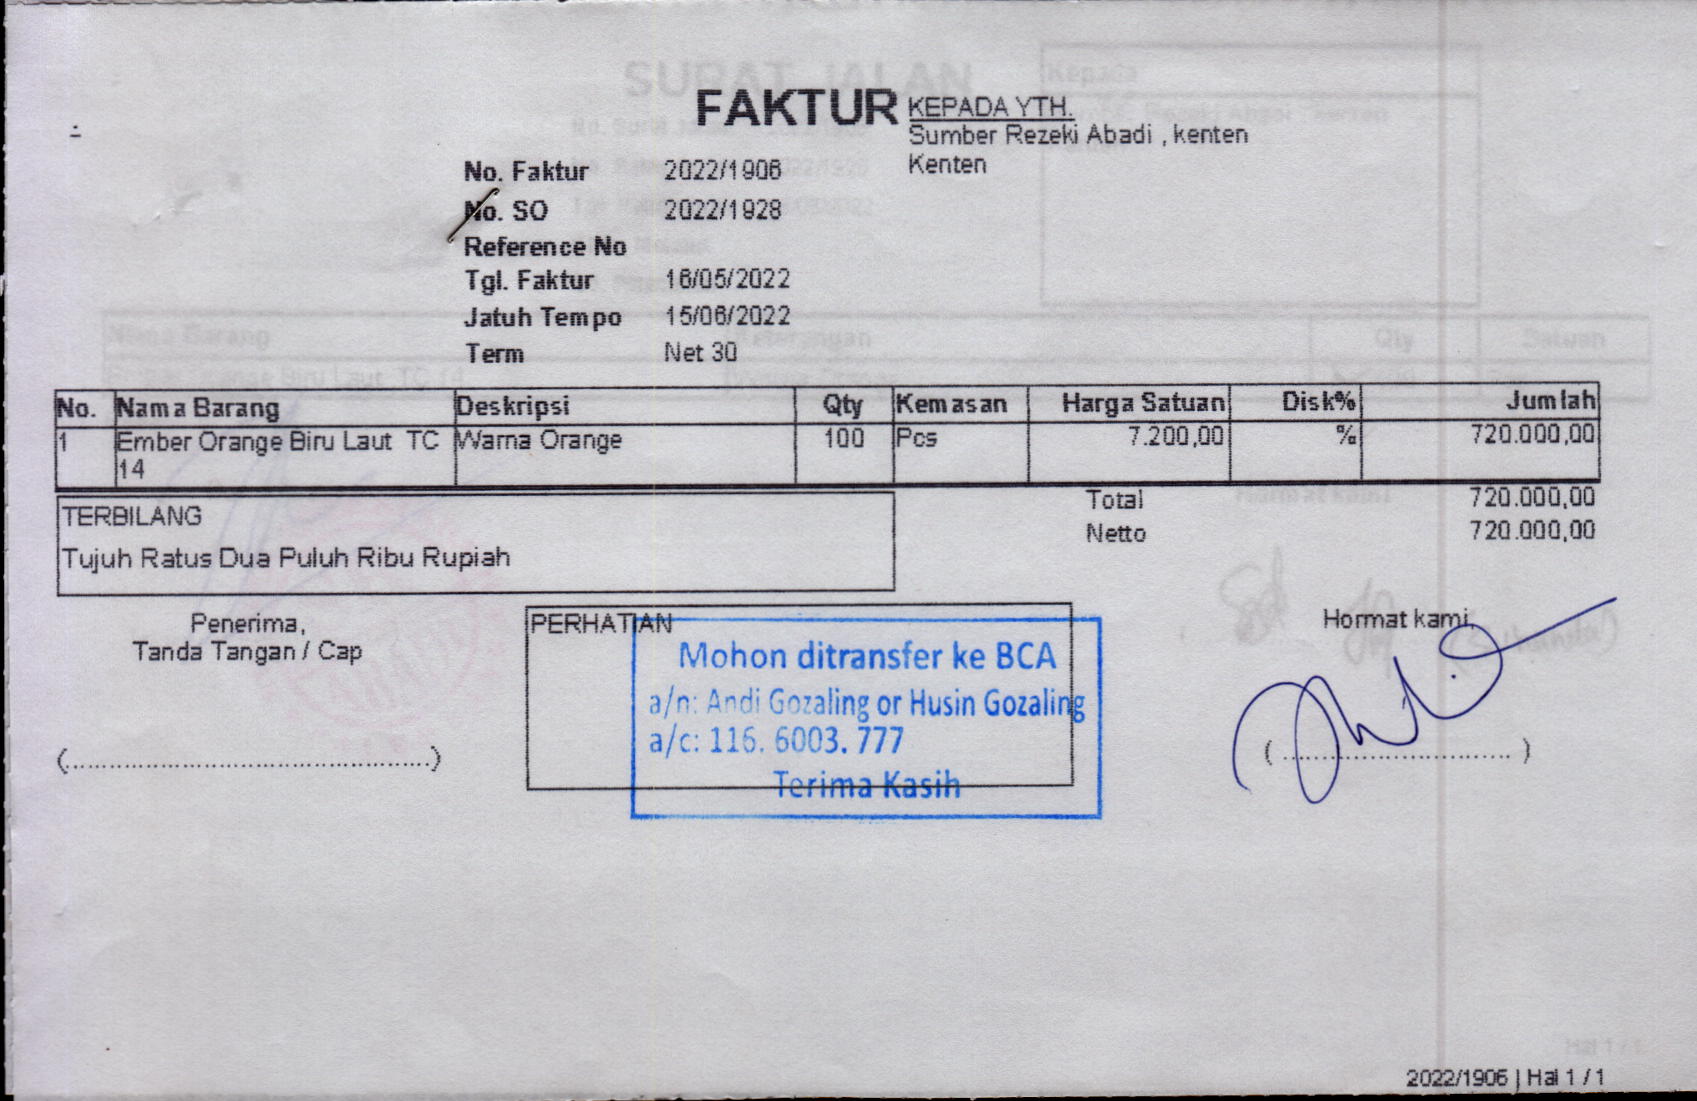 FAKTUR
KEPADA YTH.
Sumber Rezeki Abadi , kenten
Kenten
No. Faktur 2022/1906
No. SO 2022/1928
Reference No
Tgl. Faktur 16/05/2022
Jatuh Tempo 15/06/2022
Term Net 30
No. Nama Barang Deskripsi Qty Kemasan Harga Satuan Disk% Jumlah
1 Ember Orange Biru Laut TC Warna Orange 100 Pcs 7.200,00 % 720.000,00
14
Total 720.000,00
Netto 720.000,00
TERBILANG
Tujuh Ratus Dua Puluh Ribu Rupiah
Penerima,
Tanda Tangan / Cap
(...............................................)
PERHATIAN
Mohon ditransfer ke BCA
a/n: Andi Gozaling or Husin Gozaling
a/c: 116. 6003. 777
Terima Kasih
Hormat kami,
( ............................. )
2022/1906 | Hal 1 / 1